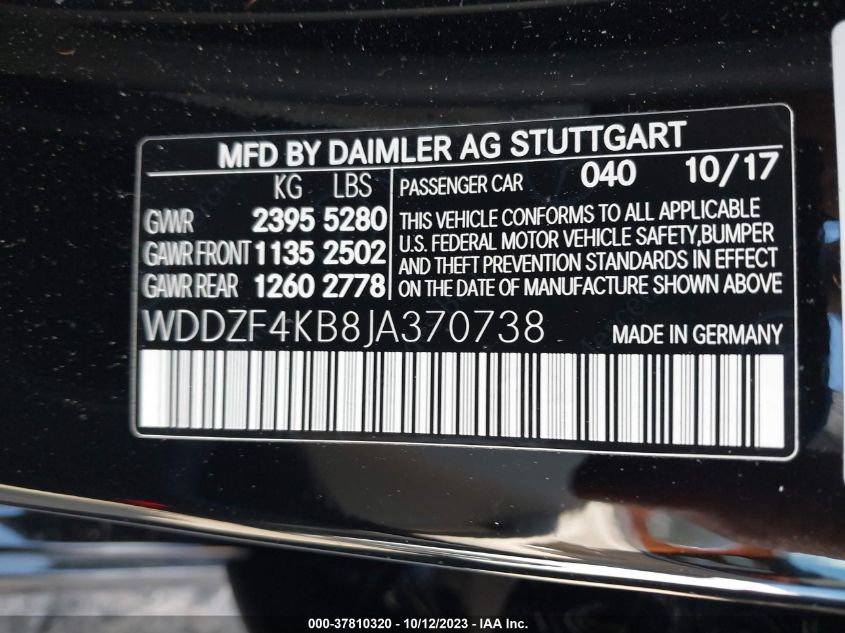 MFD BY DAIMLER AG STUTTGART
KG LBS
GVWR 2395 5280
GAWR FRONT 1135 2502
GAWR REAR 1260 2778
PASSENGER CAR 040 10/17
THIS VEHICLE CONFORMS TO ALL APPLICABLE
U.S. FEDERAL MOTOR VEHICLE SAFETY,BUMPER
AND THEFT PREVENTION STANDARDS IN EFFECT
ON THE DATE OF MANUFACTURE SHOWN ABOVE
WDDZF4KB8JA370738 MADE IN GERMANY
000-37810320 | 10/12/2023 - IAA Inc.